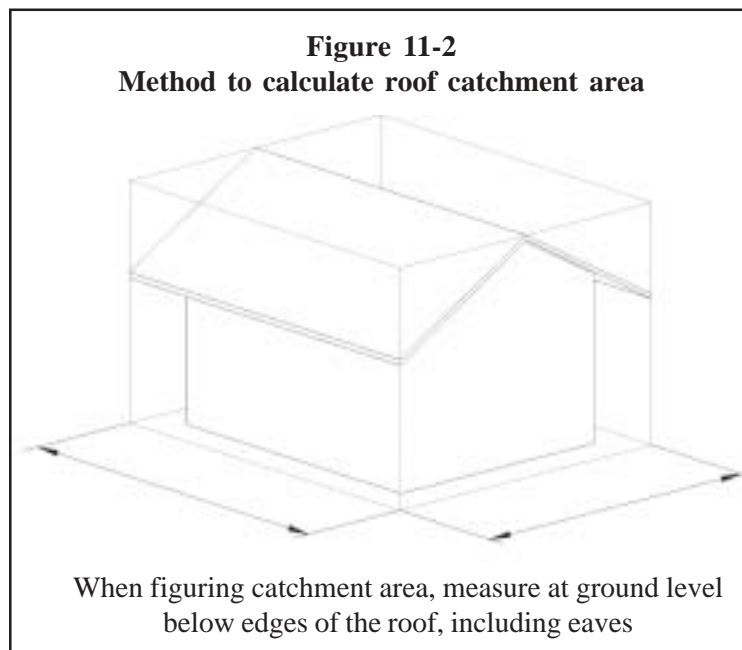 Figure 11-2
Method to calculate roof catchment area
When figuring catchment area, measure at ground level
below edges of the roof, including eaves